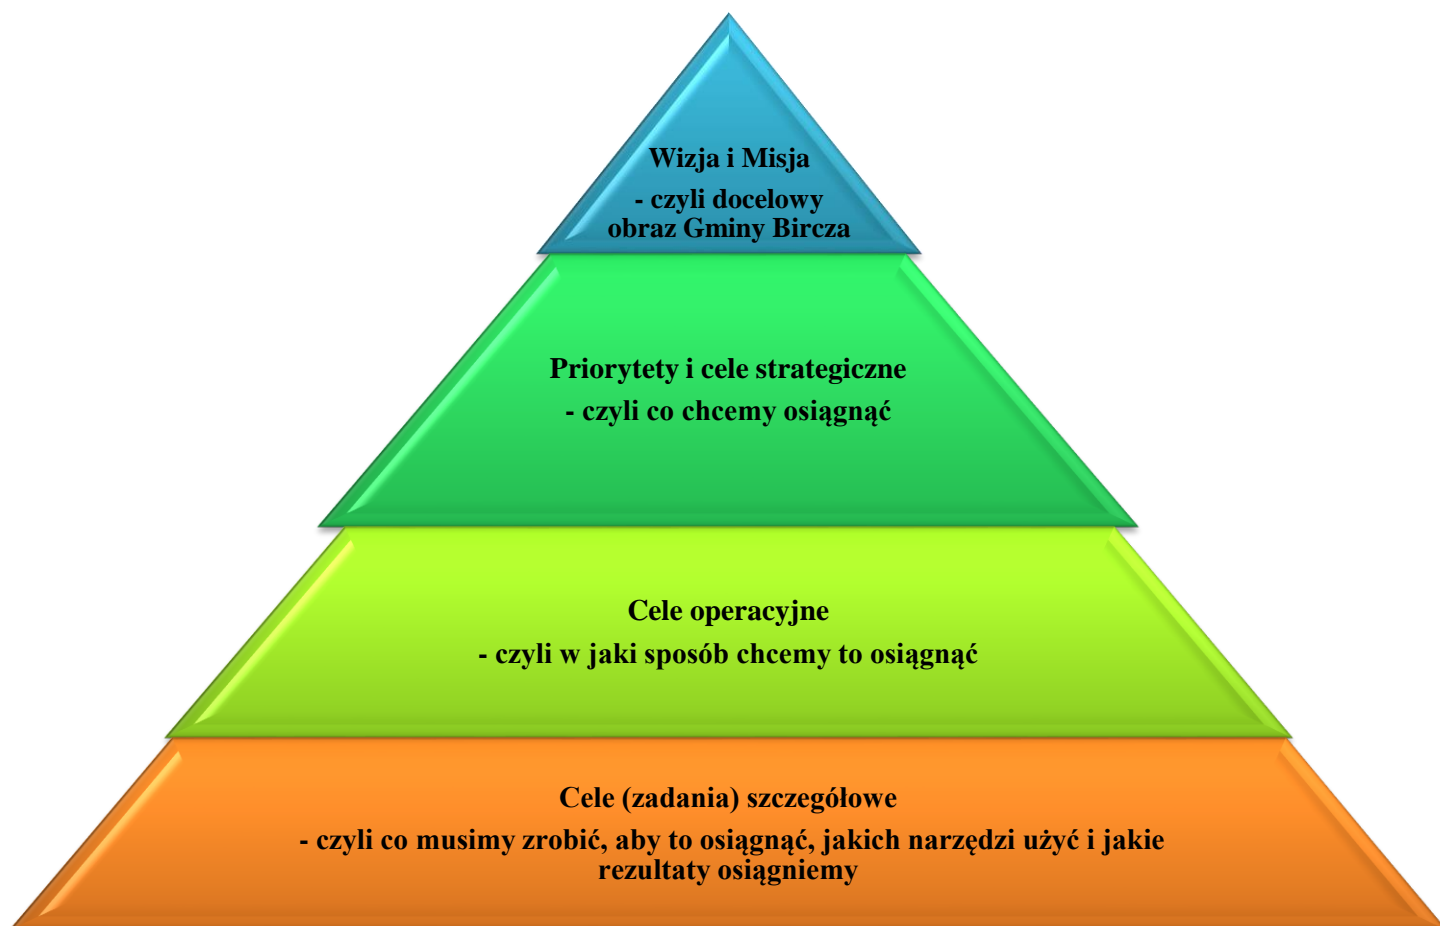 Wizja i Misja
- czyli docelowy
obraz Gminy Bircza
Priorytety i cele strategiczne
- czyli co chcemy osiągnąć
Cele operacyjne
- czyli w jaki sposób chcemy to osiągnąć
Cele (zadania) szczegółowe
- czyli co musimy zrobić, aby to osiągnąć, jakich narzędzi użyć i jakie
rezultaty osiągniemy